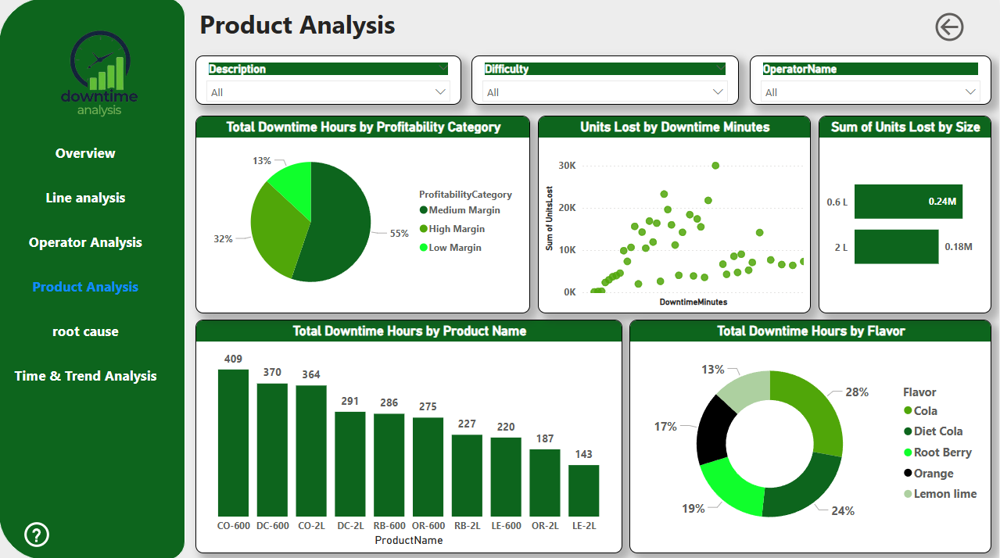 Product Analysis
downtime
analysis
Overview
Line analysis
Operator Analysis
Product Analysis
root cause
Time & Trend Analysis
?
Description
All
Difficulty
All
OperatorName
All
Total Downtime Hours by Profitability Category
13%
32%
55%
ProfitabilityCategory
Medium Margin
High Margin
Low Margin
Units Lost by Downtime Minutes
Sum of UnitsLost
30K
20K
10K
0K
DowntimeMinutes
Sum of Units Lost by Size
0.6 L 0.24M
2 L 0.18M
Total Downtime Hours by Product Name
409 370 364 291 286 275 227 220 187 143
CO-600 DC-600 CO-2L DC-2L RB-600 OR-600 RB-2L LE-600 OR-2L LE-2L
ProductName
Total Downtime Hours by Flavor
13%
28%
17%
19%
24%
Flavor
Cola
Diet Cola
Root Berry
Orange
Lemon lime